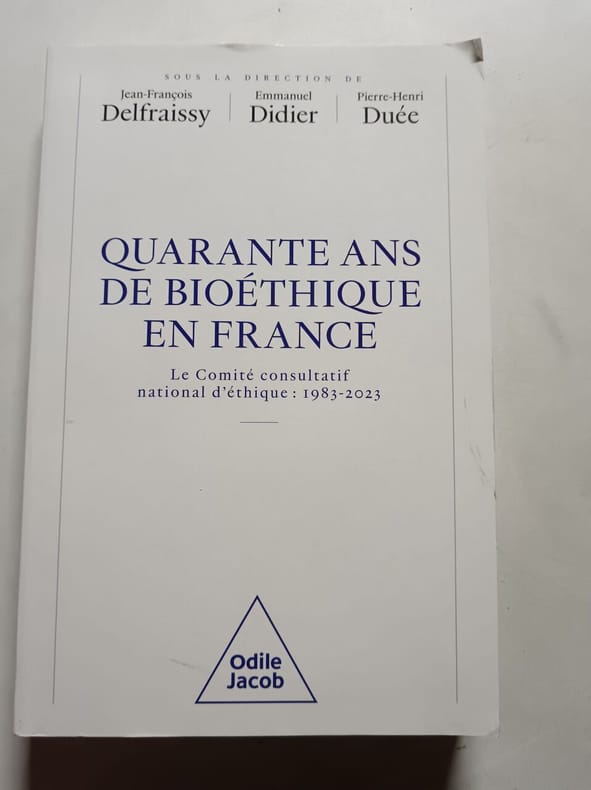 SOUS LA DIRECTION DE
Jean-François Emmanuel Pierre-Henri
Delfraissy Didier Duée
QUARANTE ANS
DE BIOÉTHIQUE
EN FRANCE
Le Comité consultatif
national d'éthique : 1983-2023
Odile
Jacob